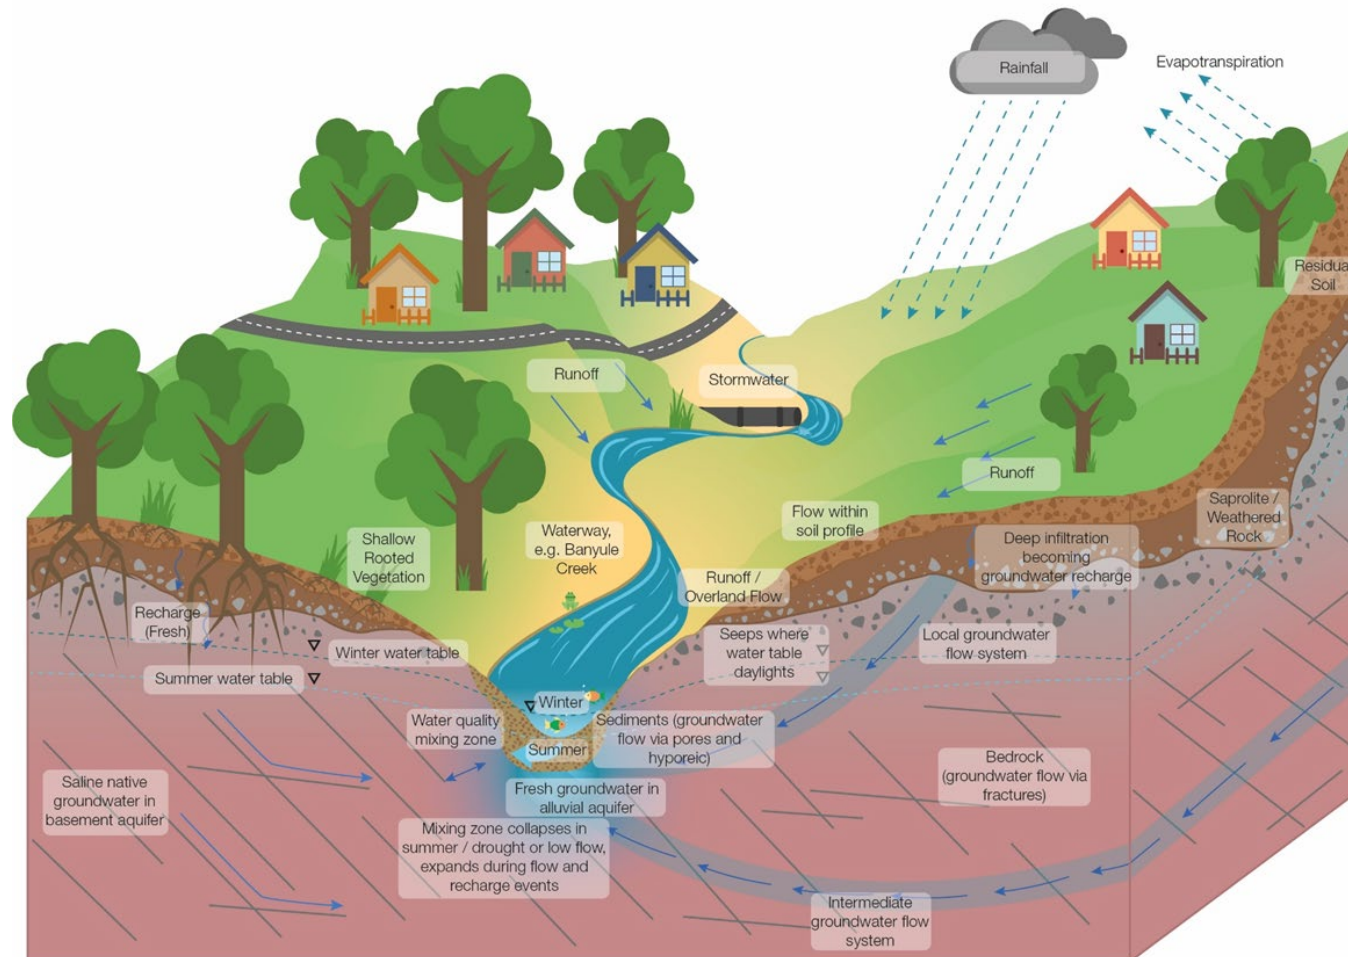 Rainfall
Evapotranspiration
Residual
Soil
Runoff
Stormwater
Runoff
Saprolite /
Weathered
Rock
Flow within
soil profile
Waterway,
e.g. Banyule
Creek
Shallow
Rooted
Vegetation
Deep infiltration
becoming
groundwater recharge
Runoff /
Overland Flow
Recharge
(Fresh)
Winter water table
Seeps where
water table
daylights
Local groundwater
flow system
Summer water table
Winter
Water quality
mixing zone
Sediments (groundwater
flow via pores and
hyporeic)
Summer
Bedrock
(groundwater flow via
fractures)
Saline native
groundwater in
basement aquifer
Fresh groundwater in
alluvial aquifer
Mixing zone collapses in
summer / drought or low flow,
expands during flow and
recharge events
Intermediate
groundwater flow
system